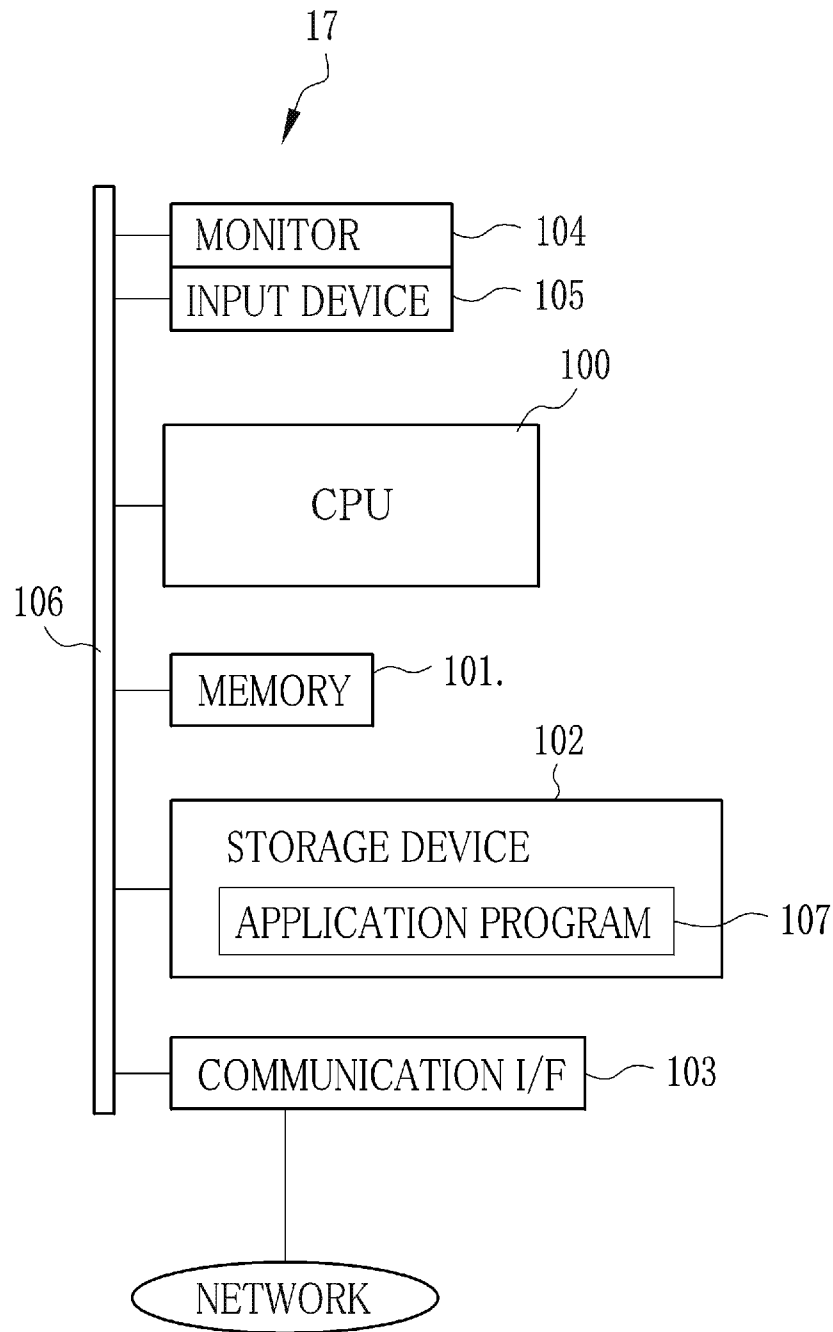 17
MONITOR
104
INPUT DEVICE
105
100
CPU
106
MEMORY
101.
102
STORAGE DEVICE
APPLICATION PROGRAM
107
COMMUNICATION I/F
103
NETWORK